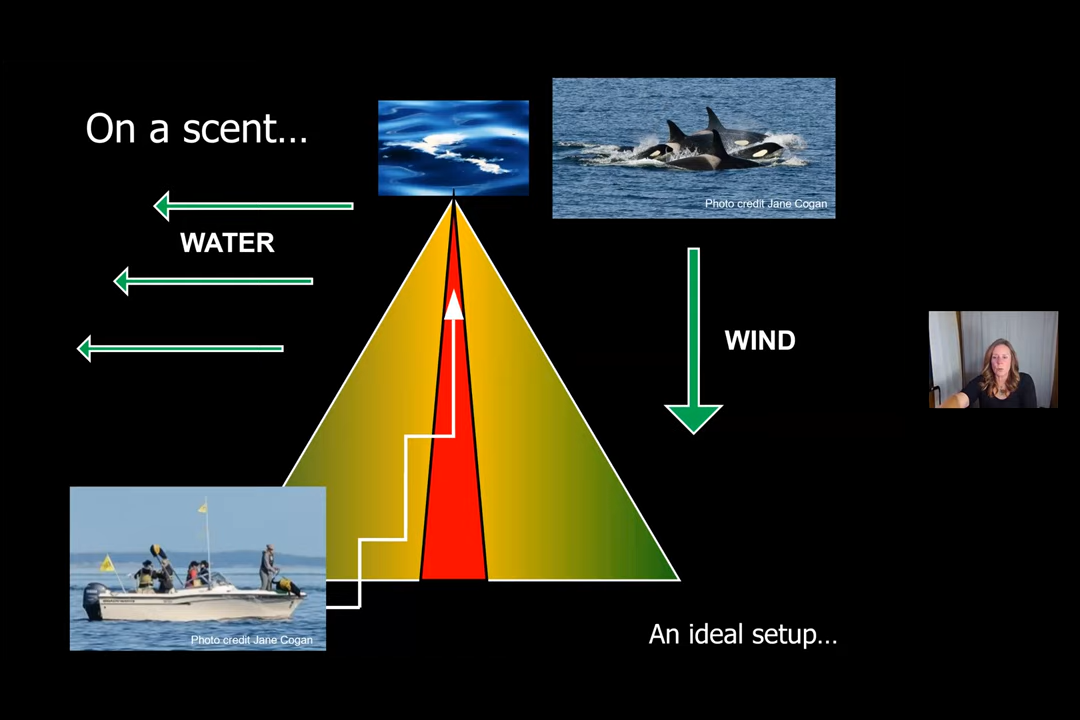 On a scent…
Photo credit Jane Cogan
WATER
WIND
Photo credit Jane Cogan
An ideal setup…